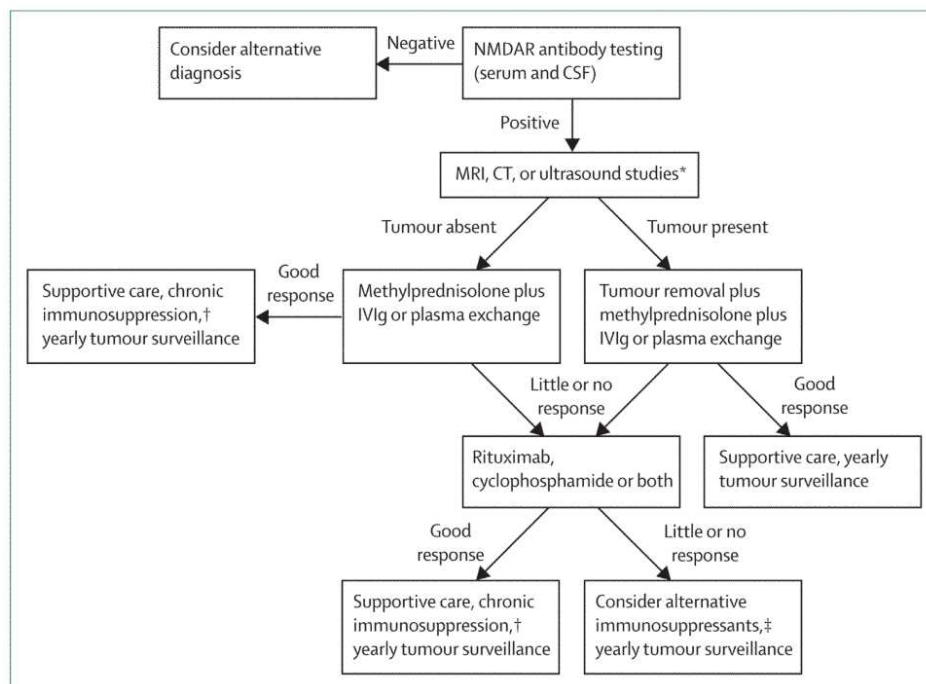 Consider alternative
diagnosis
Negative
NMDAR antibody testing
(serum and CSF)
Positive
MRI, CT, or ultrasound studies*
Tumour absent
Tumour present
Supportive care, chronic
immunosuppression,†
yearly tumour surveillance
Good
response
Methylprednisolone plus
IVIg or plasma exchange
Tumour removal plus
methylprednisolone plus
IVIg or plasma exchange
Little or no
response
Good
response
Rituximab,
cyclophosphamide or both
Supportive care, yearly
tumour surveillance
Good
response
Little or no
response
Supportive care, chronic
immunosuppression,†
yearly tumour surveillance
Consider alternative
immunosuppressants,‡
yearly tumour surveillance